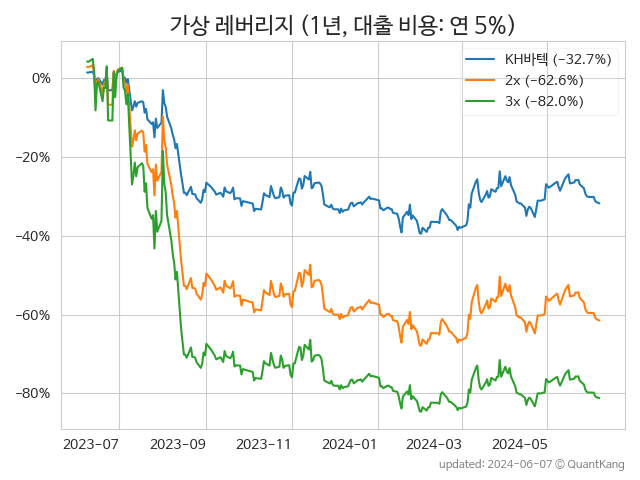 가상 레버리지 (1년, 대출 비용: 연 5%)
KH바텍 (−32.7%)
2x (−62.6%)
3x (−82.0%)
0%
−20%
−40%
−60%
−80%
2023-07 2023-09 2023-11 2024-01 2024-03 2024-05
updated: 2024-06-07 © QuantKang